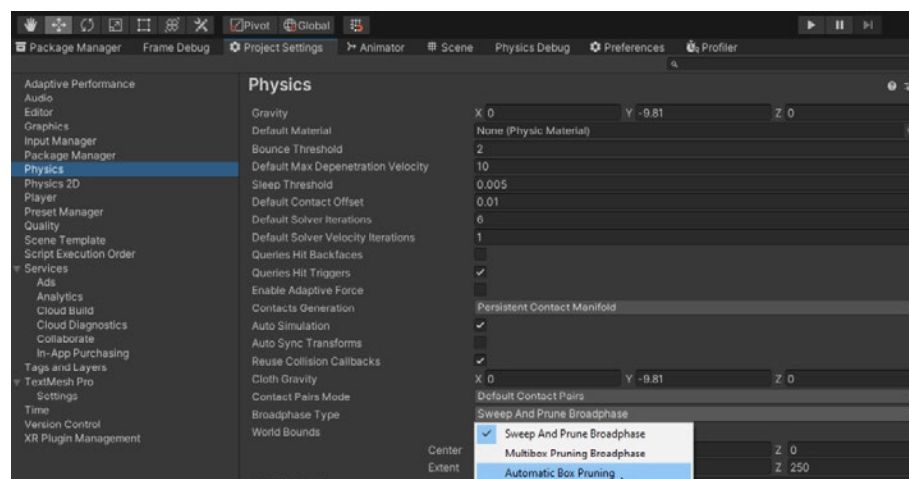 Pivot Global
Package Manager Frame Debug Project Settings Animator Scene Physics Debug Preferences Profiler
Adaptive Performance
Audio
Editor
Graphics
Input Manager
Package Manager
Physics
Physics 2D
Player
Preset Manager
Quality
Scene Template
Script Execution Order
Services
Ads
Analytics
Cloud Build
Cloud Diagnostics
Collaborate
In-App Purchasing
Tags and Layers
TextMesh Pro
Settings
Time
Version Control
XR Plugin Management
Physics
Gravity X 0 Y -9.81 Z 0
Default Material None (Physic Material)
Bounce Threshold 2
Default Max Depenetration Velocity 10
Sleep Threshold 0.005
Default Contact Offset 0.01
Default Solver Iterations 6
Default Solver Velocity Iterations 1
Queries Hit Backfaces
Queries Hit Triggers
Enable Adaptive Force
Contacts Generation Persistent Contact Manifold
Auto Simulation
Auto Sync Transforms
Reuse Collision Callbacks
Cloth Gravity X 0 Y -9.81 Z 0
Contact Pairs Mode Default Contact Pairs
Broadphase Type Sweep And Prune Broadphase
World Bounds
Sweep And Prune Broadphase
Center Multibox Pruning Broadphase Z 0
Extent Automatic Box Pruning Z 250